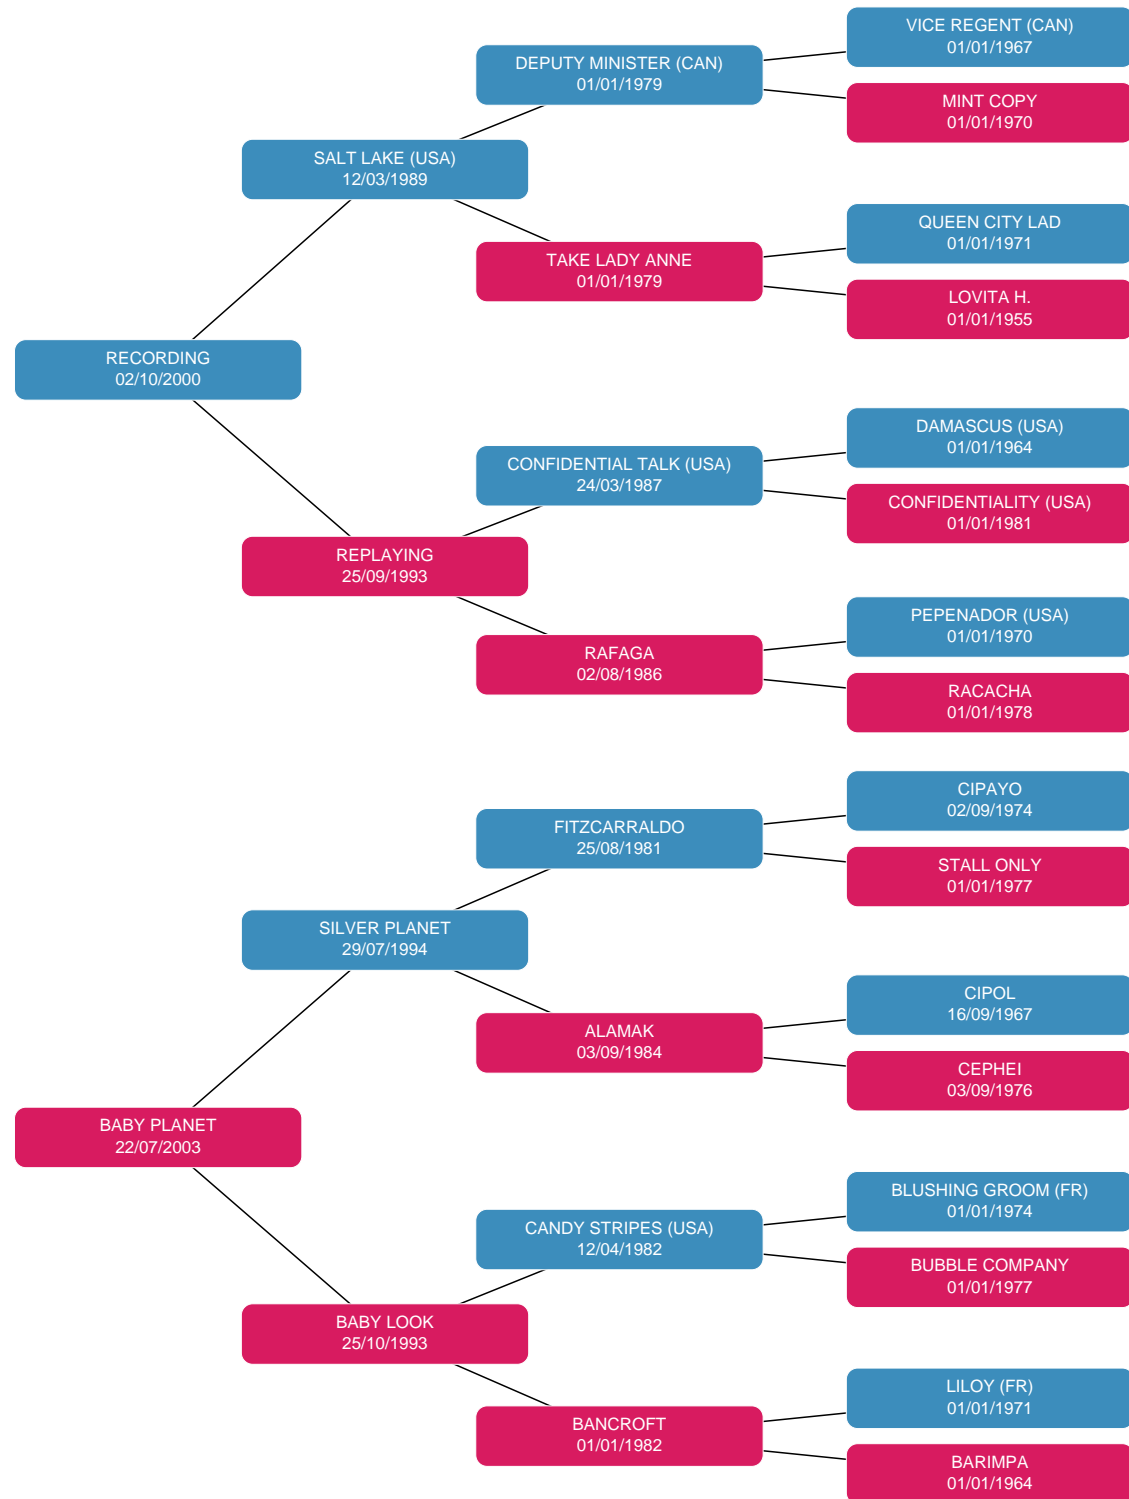 VICE REGENT (CAN)
01/01/1967
DEPUTY MINISTER (CAN)
01/01/1979
MINT COPY
01/01/1970
SALT LAKE (USA)
12/03/1989
QUEEN CITY LAD
01/01/1971
TAKE LADY ANNE
01/01/1979
LOVITA H.
01/01/1955
RECORDING
02/10/2000
DAMASCUS (USA)
01/01/1964
CONFIDENTIAL TALK (USA)
24/03/1987
CONFIDENTIALITY (USA)
01/01/1981
REPLAYING
25/09/1993
PEPENADOR (USA)
01/01/1970
RAFAGA
02/08/1986
RACACHA
01/01/1978
CIPAYO
02/09/1974
FITZCARRALDO
25/08/1981
STALL ONLY
01/01/1977
SILVER PLANET
29/07/1994
CIPOL
16/09/1967
ALAMAK
03/09/1984
CEPHEI
03/09/1976
BABY PLANET
22/07/2003
BLUSHING GROOM (FR)
01/01/1974
CANDY STRIPES (USA)
12/04/1982
BUBBLE COMPANY
01/01/1977
BABY LOOK
25/10/1993
LILOY (FR)
01/01/1971
BANCROFT
01/01/1982
BARIMPA
01/01/1964